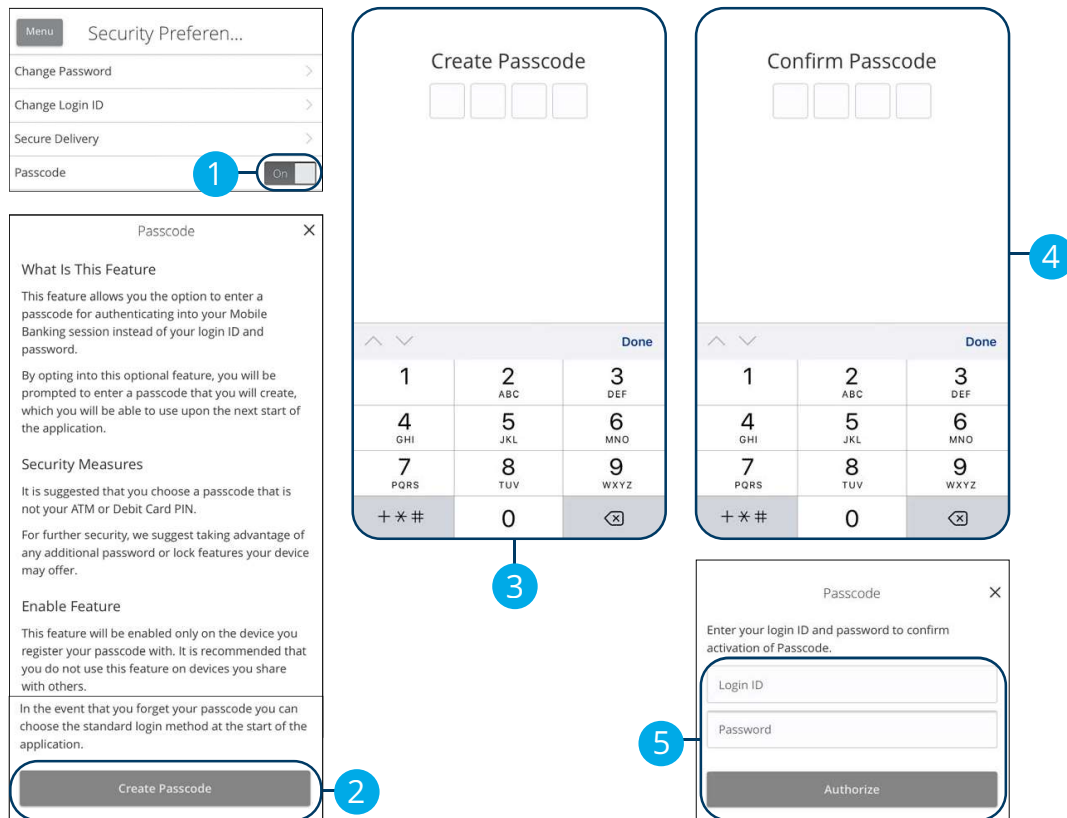 Menu
Security Preferen...
Change Password
Change Login ID
Secure Delivery
Passcode
On
1
Passcode
What Is This Feature
This feature allows you the option to enter a
passcode for authenticating into your Mobile
Banking session instead of your login ID and
password.
By opting into this optional feature, you will be
prompted to enter a passcode that you will create,
which you will be able to use upon the next start of
the application.
Security Measures
It is suggested that you choose a passcode that is
not your ATM or Debit Card PIN.
For further security, we suggest taking advantage of
any additional password or lock features your device
may offer.
Enable Feature
This feature will be enabled only on the device you
register your passcode with. It is recommended that
you do not use this feature on devices you share
with others.
In the event that you forget your passcode you can
choose the standard login method at the start of the
application.
Create Passcode
2
Create Passcode
Done
1 2 3
ABC DEF
4 5 6
GHI JKL MNO
7 8 9
PQRS TUV WXYZ
+*# 0
3
Confirm Passcode
Done
1 2 3
ABC DEF
4 5 6
GHI JKL MNO
7 8 9
PQRS TUV WXYZ
+*# 0
4
Passcode
Enter your login ID and password to confirm
activation of Passcode.
Login ID
Password
5
Authorize